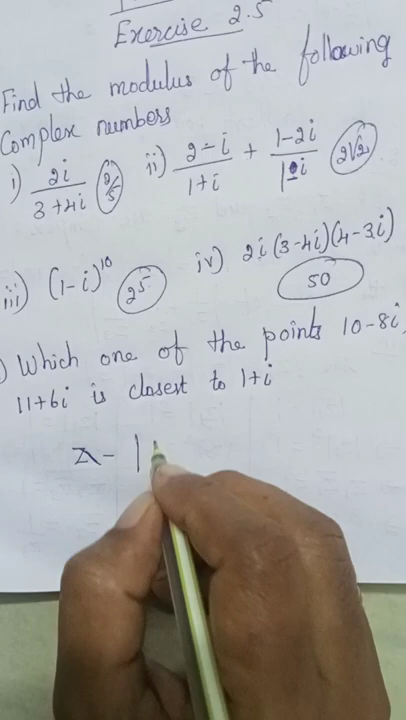 Exercise 2.5
Find the modulus of the following
Complex numbers
i) 2i / 3+4i (2/5) ii) 2-i / 1+i + 1-2i / 1-i (2√2)
iii) (1-i)^10 (2^5) iv) 2i(3-4i)(4-3i) (50)
) Which one of the points 10-8i,
11+6i is closest to 1+i
A - 1